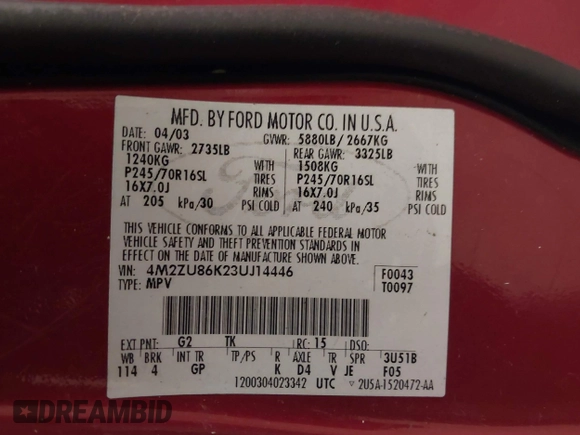 MFD. BY FORD MOTOR CO. IN U.S.A.
DATE: 04/03 GVWR: 5880LB/2667KG
FRONT GAWR: 2735LB REAR GAWR: 3325LB
1240KG WITH 1508KG WITH
P245/70R16SL TIRES P245/70R16SL TIRES
16X7.0J RIMS 16X7.0J RIMS
AT 205 kPa/30 PSI COLD AT 240 kPa/35 PSI COLD
Ford
THIS VEHICLE CONFORMS TO ALL APPLICABLE FEDERAL MOTOR
VEHICLE SAFETY AND THEFT PREVENTION STANDARDS IN
EFFECT ON THE DATE OF MANUFACTURE SHOWN ABOVE.
VIN: 4M2ZU86K23UJ14446 F0043
TYPE: MPV T0097
EXT PNT: G2 TK RC: 15 DSO:
WB BRK INT TR TP/PS R AXLE TR SPR 3U51B
114 4 GP K D4 V JE F05
1200304023342 UTC 2U5A-1520472-AA
DREAMBID